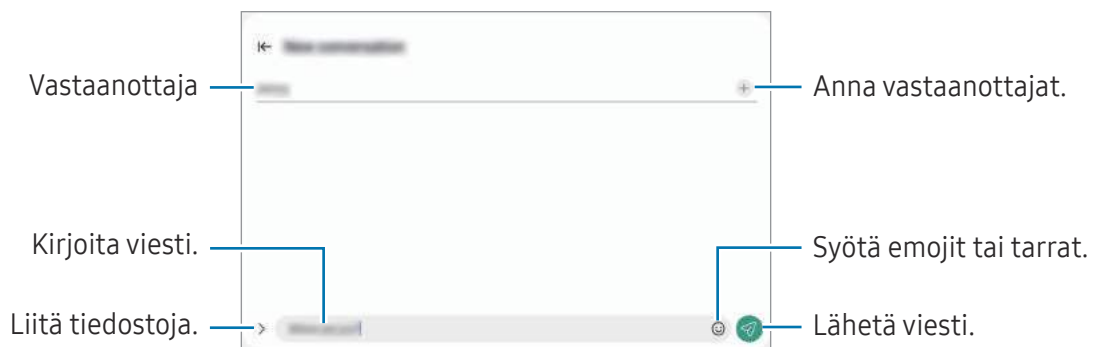 Vastaanottaja
Anna vastaanottajat.
Kirjoita viesti.
Syötä emojit tai tarrat.
Liitä tiedostoja.
Lähetä viesti.